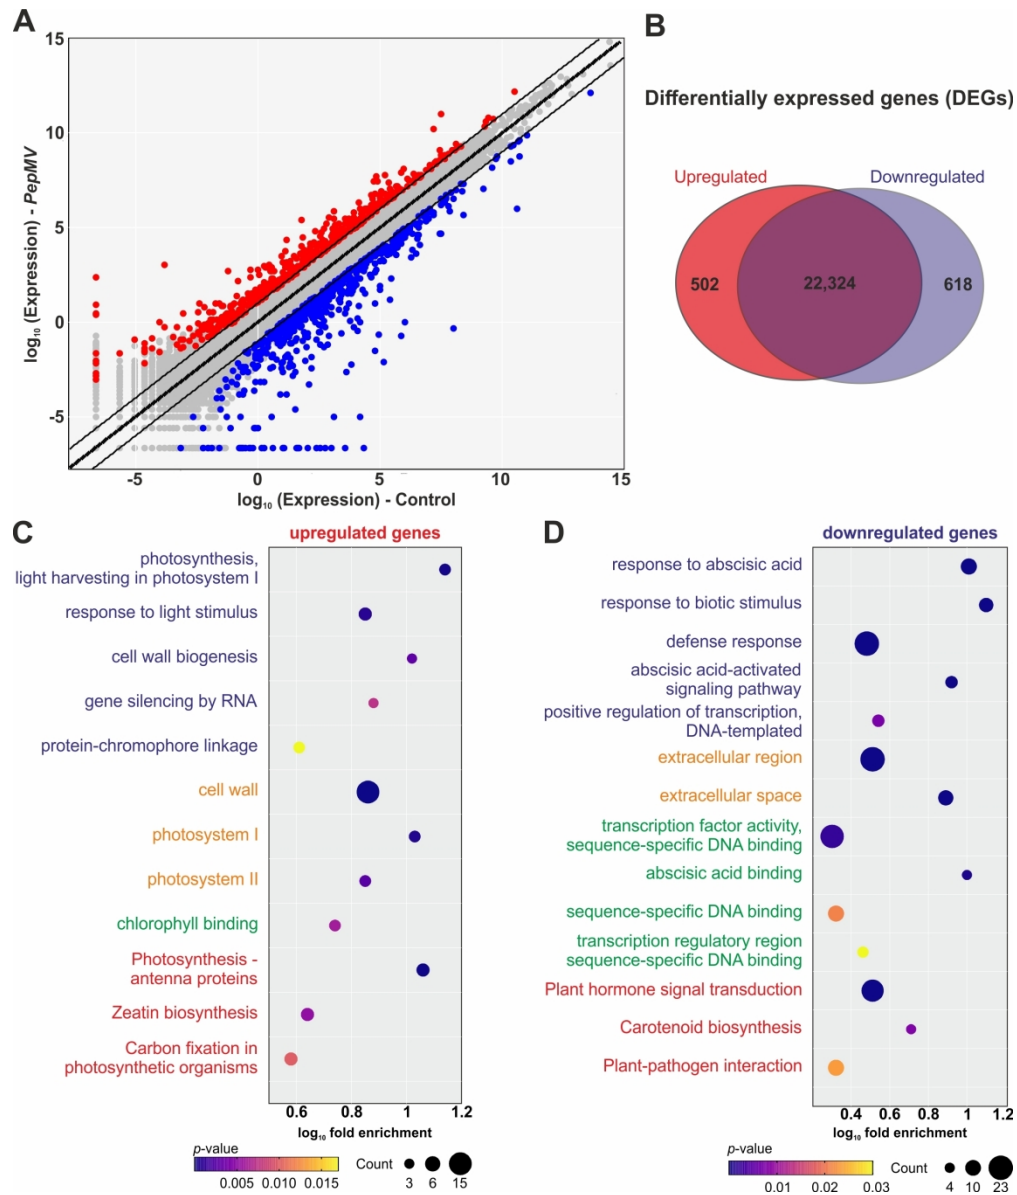 A
15
10
5
0
-5
log₁₀ (Expression) - PepMV
-5
0
5
10
15
log₁₀ (Expression) - Control
B
Differentially expressed genes (DEGs)
Upregulated
Downregulated
502
22,324
618
C
upregulated genes
photosynthesis,
light harvesting in photosystem I
response to light stimulus
cell wall biogenesis
gene silencing by RNA
protein-chromophore linkage
cell wall
photosystem I
photosystem II
chlorophyll binding
Photosynthesis -
antenna proteins
Zeatin biosynthesis
Carbon fixation in
photosynthetic organisms
0.6
0.8
1
1.2
log₁₀ fold enrichment
p-value
0.005
0.010
0.015
Count
3
6
15
D
downregulated genes
response to abscisic acid
response to biotic stimulus
defense response
abscisic acid-activated
signaling pathway
positive regulation of transcription,
DNA-templated
extracellular region
extracellular space
transcription factor activity,
sequence-specific DNA binding
abscisic acid binding
sequence-specific DNA binding
transcription regulatory region
sequence-specific DNA binding
Plant hormone signal transduction
Carotenoid biosynthesis
Plant-pathogen interaction
0.4
0.6
0.8
1
1.2
log₁₀ fold enrichment
p-value
0.01
0.02
0.03
Count
4
10
23